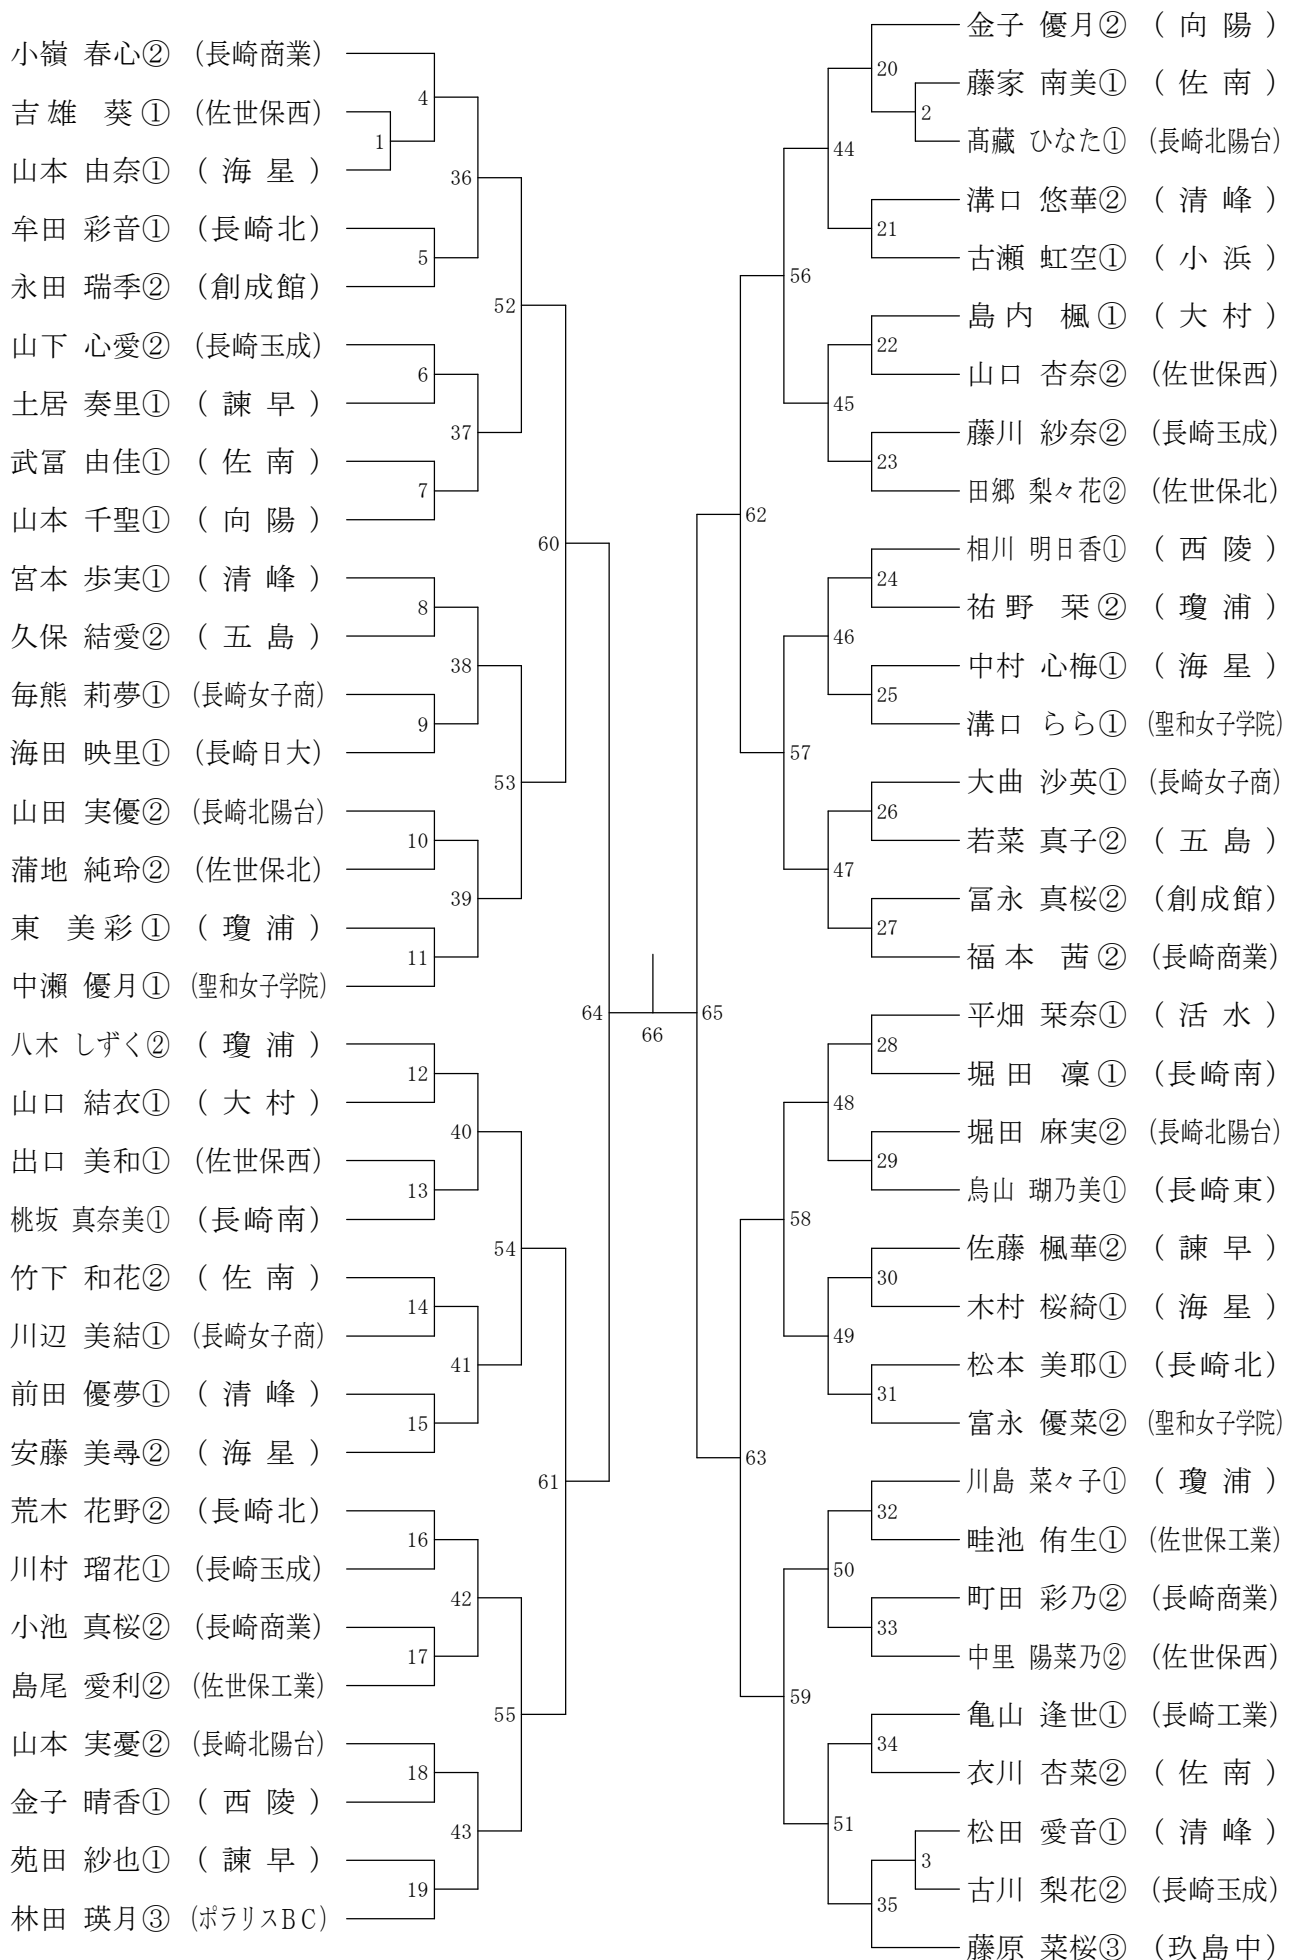 小嶺 春心② (長崎商業)
吉雄 葵① (佐世保西)
山本 由奈① (海星)
牟田 彩音① (長崎北)
永田 瑞季② (創成館)
山下 心愛② (長崎玉成)
土居 奏里① (諫早)
武冨 由佳① (佐南)
山本 千聖① (向陽)
宮本 歩実① (清峰)
久保 結愛② (五島)
毎熊 莉夢① (長崎女子商)
海田 映里① (長崎日大)
山田 実優② (長崎北陽台)
蒲地 純玲② (佐世保北)
東 美彩① (瓊浦)
中瀬 優月① (聖和女子学院)
八木 しずく② (瓊浦)
山口 結衣① (大村)
出口 美和① (佐世保西)
桃坂 真奈美① (長崎南)
竹下 和花② (佐南)
川辺 美結① (長崎女子商)
前田 優夢① (清峰)
安藤 美尋② (海星)
荒木 花野② (長崎北)
川村 瑠花① (長崎玉成)
小池 真桜② (長崎商業)
島尾 愛利② (佐世保工業)
山本 実憂② (長崎北陽台)
金子 晴香① (西陵)
苑田 紗也① (諫早)
林田 瑛月③ (ポラリスBC)
1
4
5
6
7
8
9
10
11
12
13
14
15
16
17
18
19
36
37
38
39
40
41
42
43
52
53
54
55
60
61
64
66
65
62
63
56
57
58
59
44
45
46
47
48
49
50
51
20
21
22
23
24
25
26
27
28
29
30
31
32
33
34
35
2
3
金子 優月② (向陽)
藤家 南美① (佐南)
髙藏 ひなた① (長崎北陽台)
溝口 悠華② (清峰)
古瀬 虹空① (小浜)
島内 楓① (大村)
山口 杏奈② (佐世保西)
藤川 紗奈② (長崎玉成)
田郷 梨々花② (佐世保北)
相川 明日香① (西陵)
祐野 栞② (瓊浦)
中村 心梅① (海星)
溝口 らら① (聖和女子学院)
大曲 沙英① (長崎女子商)
若菜 真子② (五島)
冨永 真桜② (創成館)
福本 茜② (長崎商業)
平畑 栞奈① (活水)
堀田 凜① (長崎南)
堀田 麻実② (長崎北陽台)
烏山 瑚乃美① (長崎東)
佐藤 楓華② (諫早)
木村 桜綺① (海星)
松本 美耶① (長崎北)
富永 優菜② (聖和女子学院)
川島 菜々子① (瓊浦)
畦池 侑生① (佐世保工業)
町田 彩乃② (長崎商業)
中里 陽菜乃② (佐世保西)
亀山 逢世① (長崎工業)
衣川 杏菜② (佐南)
松田 愛音① (清峰)
古川 梨花② (長崎玉成)
藤原 菜桜③ (玖島中)